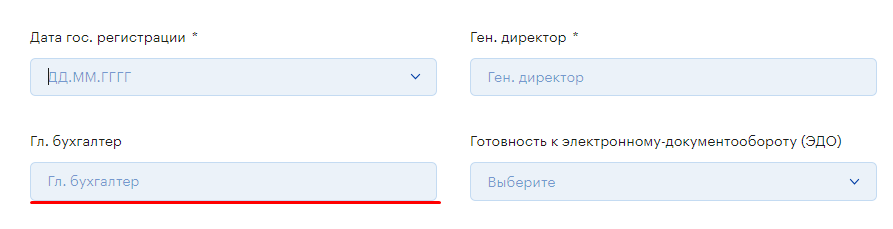 Дата гос. регистрации *
Ген. директор *
ДД.ММ.ГГГГ
Ген. директор
Гл. бухгалтер
Готовность к электронному-документообороту (ЭДО)
Гл. бухгалтер
Выберите